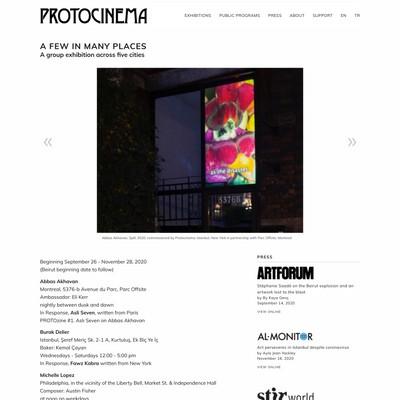 PROTOCINEMA
EXHIBITIONS PUBLIC PROGRAMS PRESS ABOUT SUPPORT EN TR
A FEW IN MANY PLACES
A group exhibition across five cities
as the disaster
5376B
Abbas Akhavan, Spill, 2020, commissioned by Protocinema, Istanbul, New York in partnership with Parc Offsite, Montreal
Beginning September 26 - November 28, 2020
(Beirut beginning date to follow)
Abbas Akhavan
Montreal, 5376-b Avenue du Parc, Parc Offsite
Ambassador: Eli Kerr
nightly between dusk and dawn
In Response, Asli Seven, written from Paris
PROTOzine #1. Asli Seven on Abbas Akhavan
Burak Delier
Istanbul, Şeref Meriç Sk. 2-1 A, Kurtuluş, Ek Biç Ye İç
Baker: Kemal Çayan
Wednesdays - Saturdays 12:00 - 5:00 pm
In Response, Fawz Kabra written from New York
Michelle Lopez
Philadelphia, in the vicinity of the Liberty Bell, Market St. & Independence Hall
Composer: Austin Fisher
at noon on weekdays
PRESS
ARTFORUM
Stéphanie Saadé on the Beirut explosion and an
artwork lost to the blast
by By Kaya Genç
September 14, 2020
VIEW ONLINE
AL-MONITOR
Art perseveres in Istanbul despite coronavirus
by Ayla Jean Yackley
September 18, 2020
VIEW ONLINE
stir world